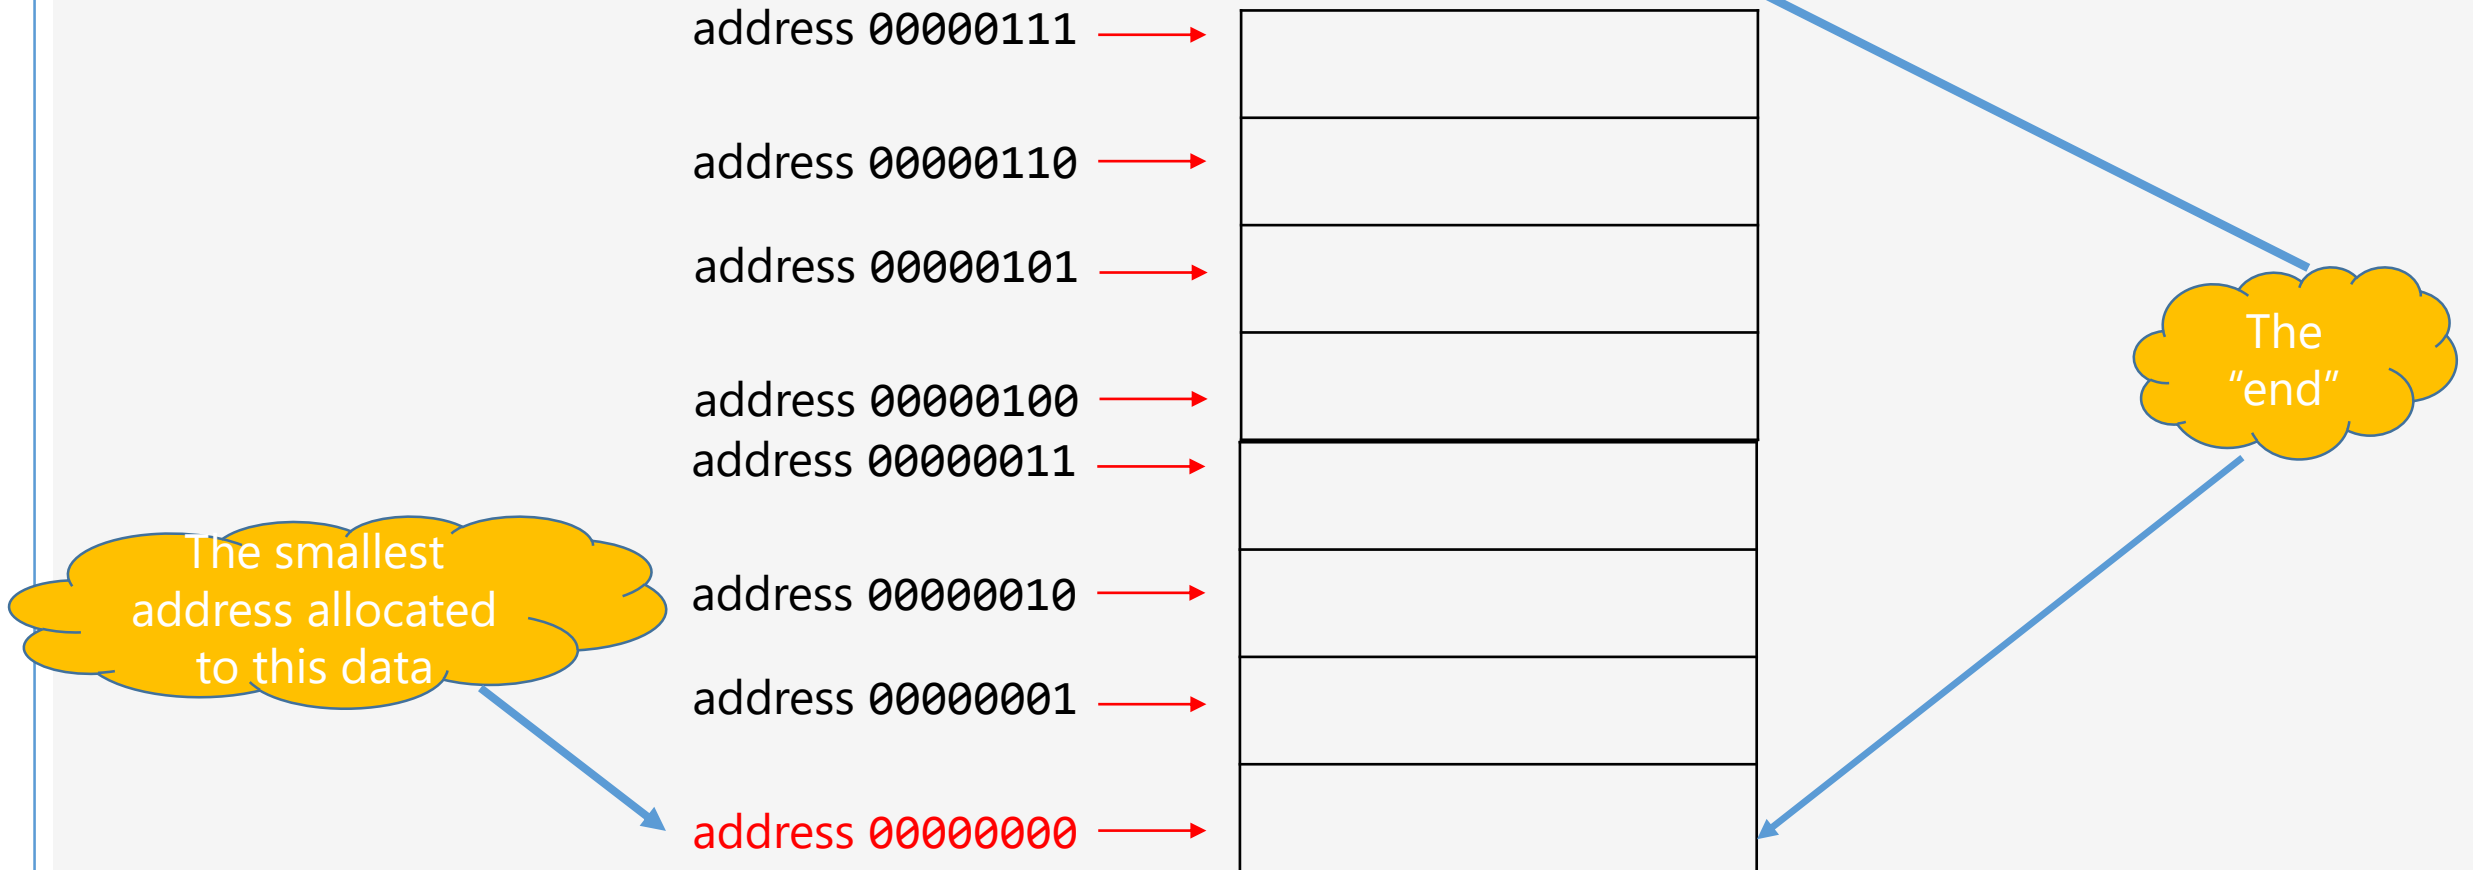 address 00000111
address 00000110
address 00000101
address 00000100
address 00000011
address 00000010
address 00000001
address 00000000
The smallest
address allocated
to this data
The
“end”